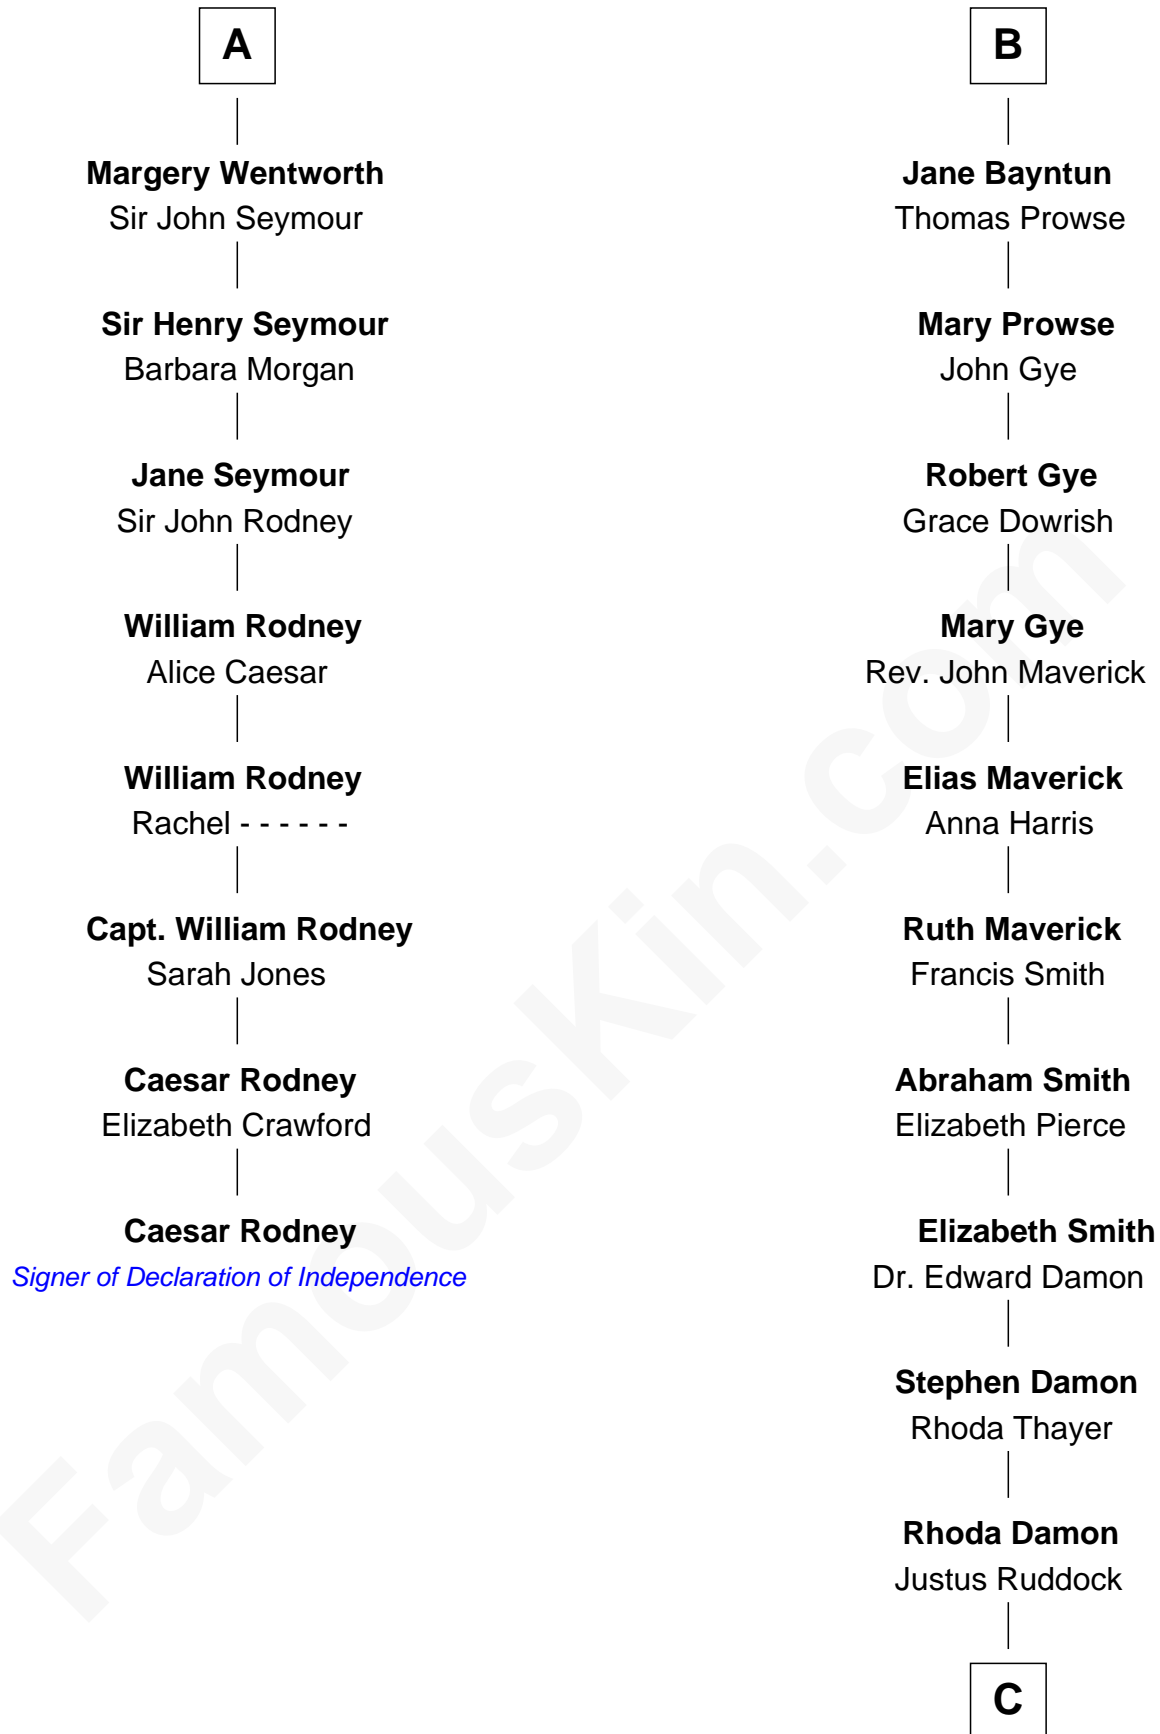 A
Margery Wentworth
Sir John Seymour
Sir Henry Seymour
Barbara Morgan
Jane Seymour
Sir John Rodney
William Rodney
Alice Caesar
William Rodney
Rachel - - - - - -
Capt. William Rodney
Sarah Jones
Caesar Rodney
Elizabeth Crawford
Caesar Rodney
Signer of Declaration of Independence
B
Jane Bayntun
Thomas Prowse
Mary Prowse
John Gye
Robert Gye
Grace Dowrish
Mary Gye
Rev. John Maverick
Elias Maverick
Anna Harris
Ruth Maverick
Francis Smith
Abraham Smith
Elizabeth Pierce
Elizabeth Smith
Dr. Edward Damon
Stephen Damon
Rhoda Thayer
Rhoda Damon
Justus Ruddock
C
FamousKin.com